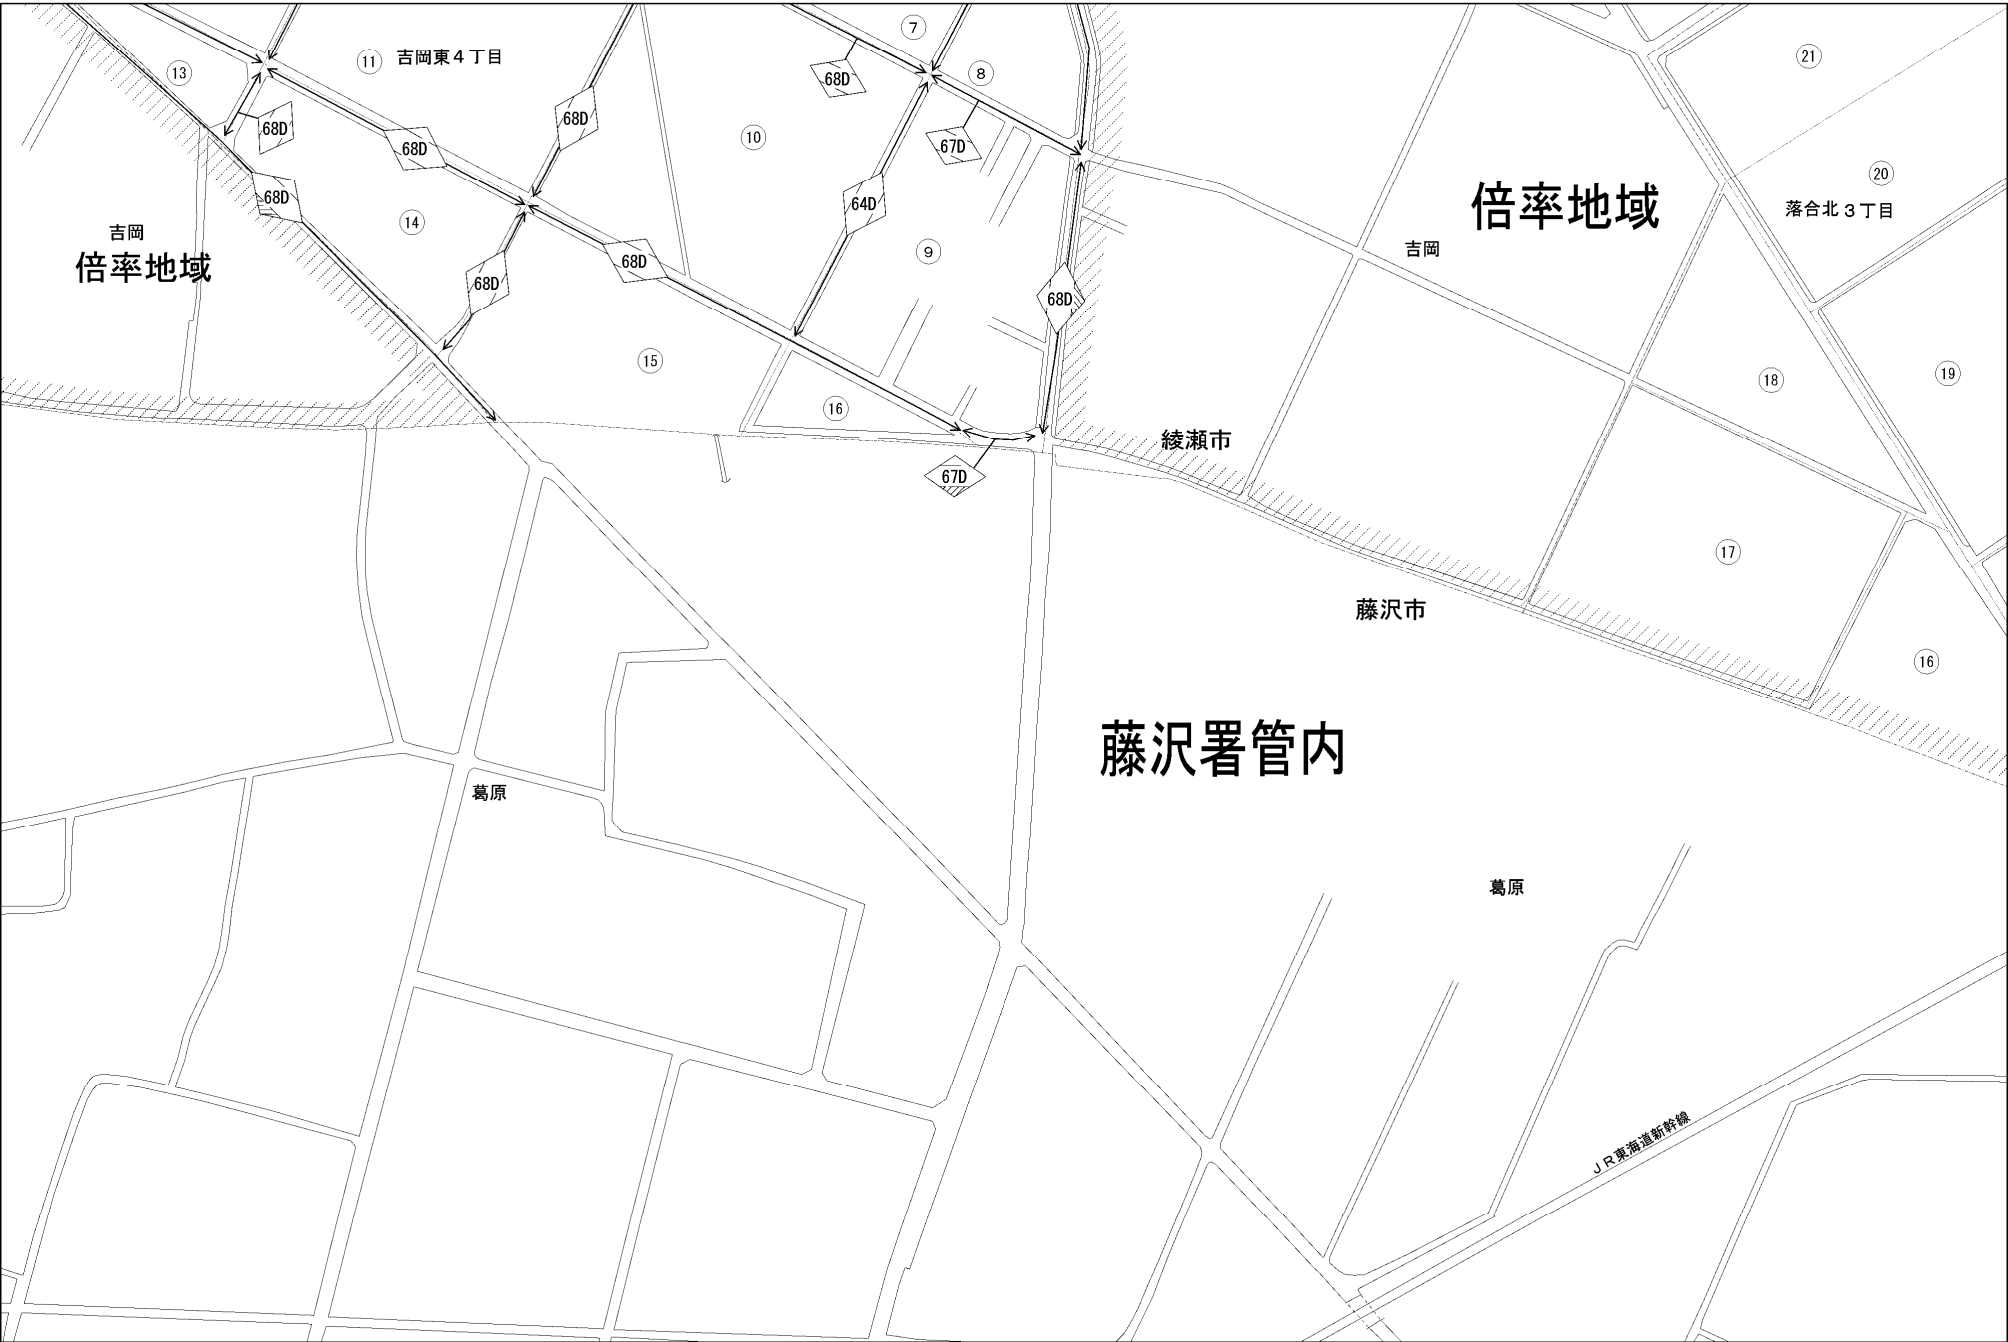 ⑦
68D
⑧
67D
⑪
吉岡東4丁目
⑬
68D
68D
68D
68D
⑩
64D
⑨
⑭
68D
68D
68D
吉岡
倍率地域
⑮
⑯
67D
倍率地域
吉岡
㉑
⑳
落合北3丁目
⑲
⑱
綾瀬市
⑰
藤沢市
⑯
藤沢署管内
葛原
葛原
JR東海道新幹線